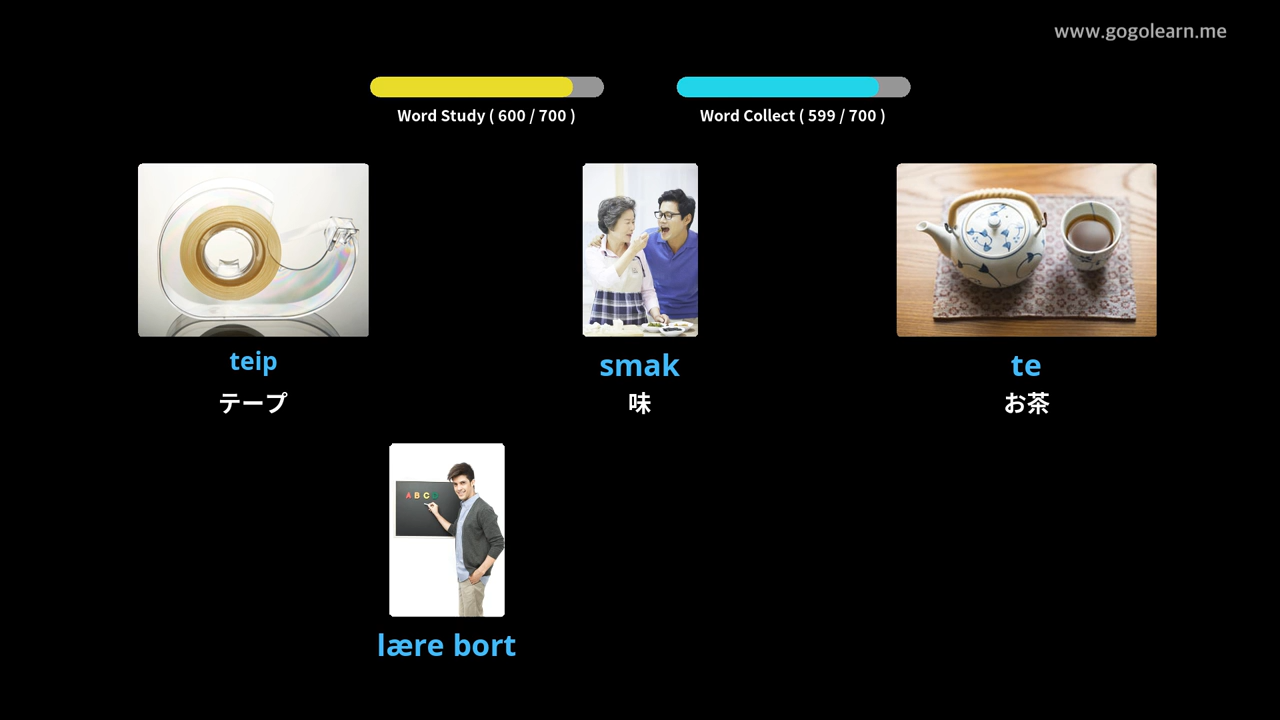 www.gogolearn.me
Word Study ( 600 / 700 )
Word Collect ( 599 / 700 )
teip
smak
te
テープ
味
お茶
A B C D
lære bort